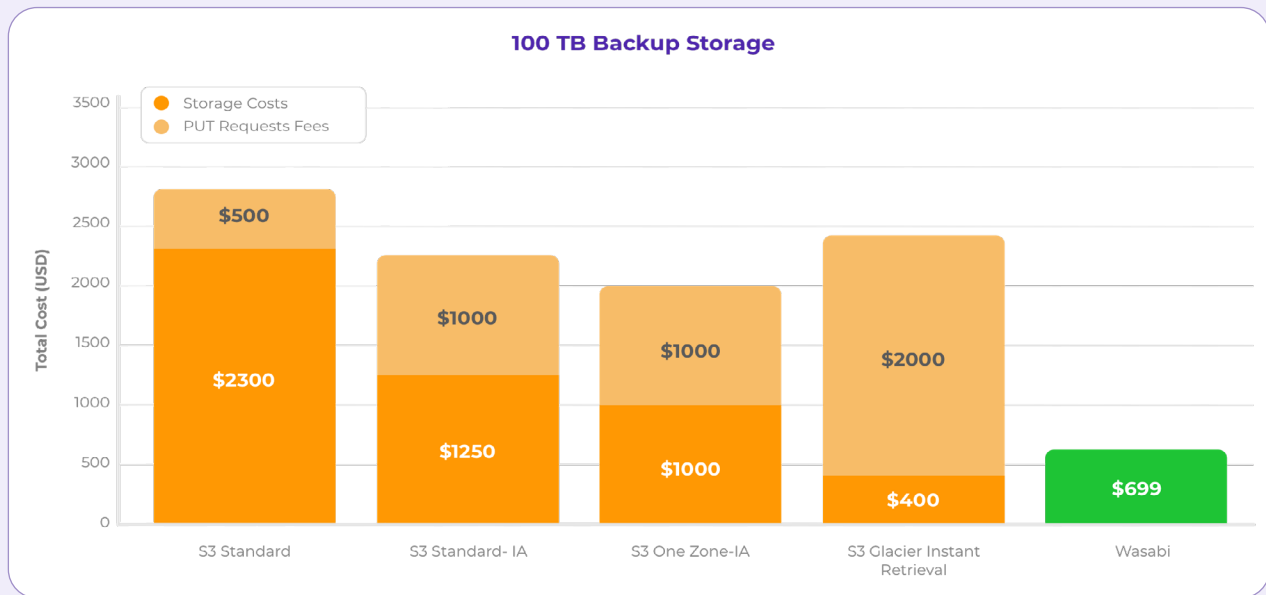 100 TB Backup Storage
Storage Costs
PUT Requests Fees
Total Cost (USD)
3500
3000
2500
2000
1500
1000
500
0
$500
$2300
$1000
$1250
$1000
$1000
$2000
$400
$699
S3 Standard
S3 Standard- IA
S3 One Zone-IA
S3 Glacier Instant
Retrieval
Wasabi